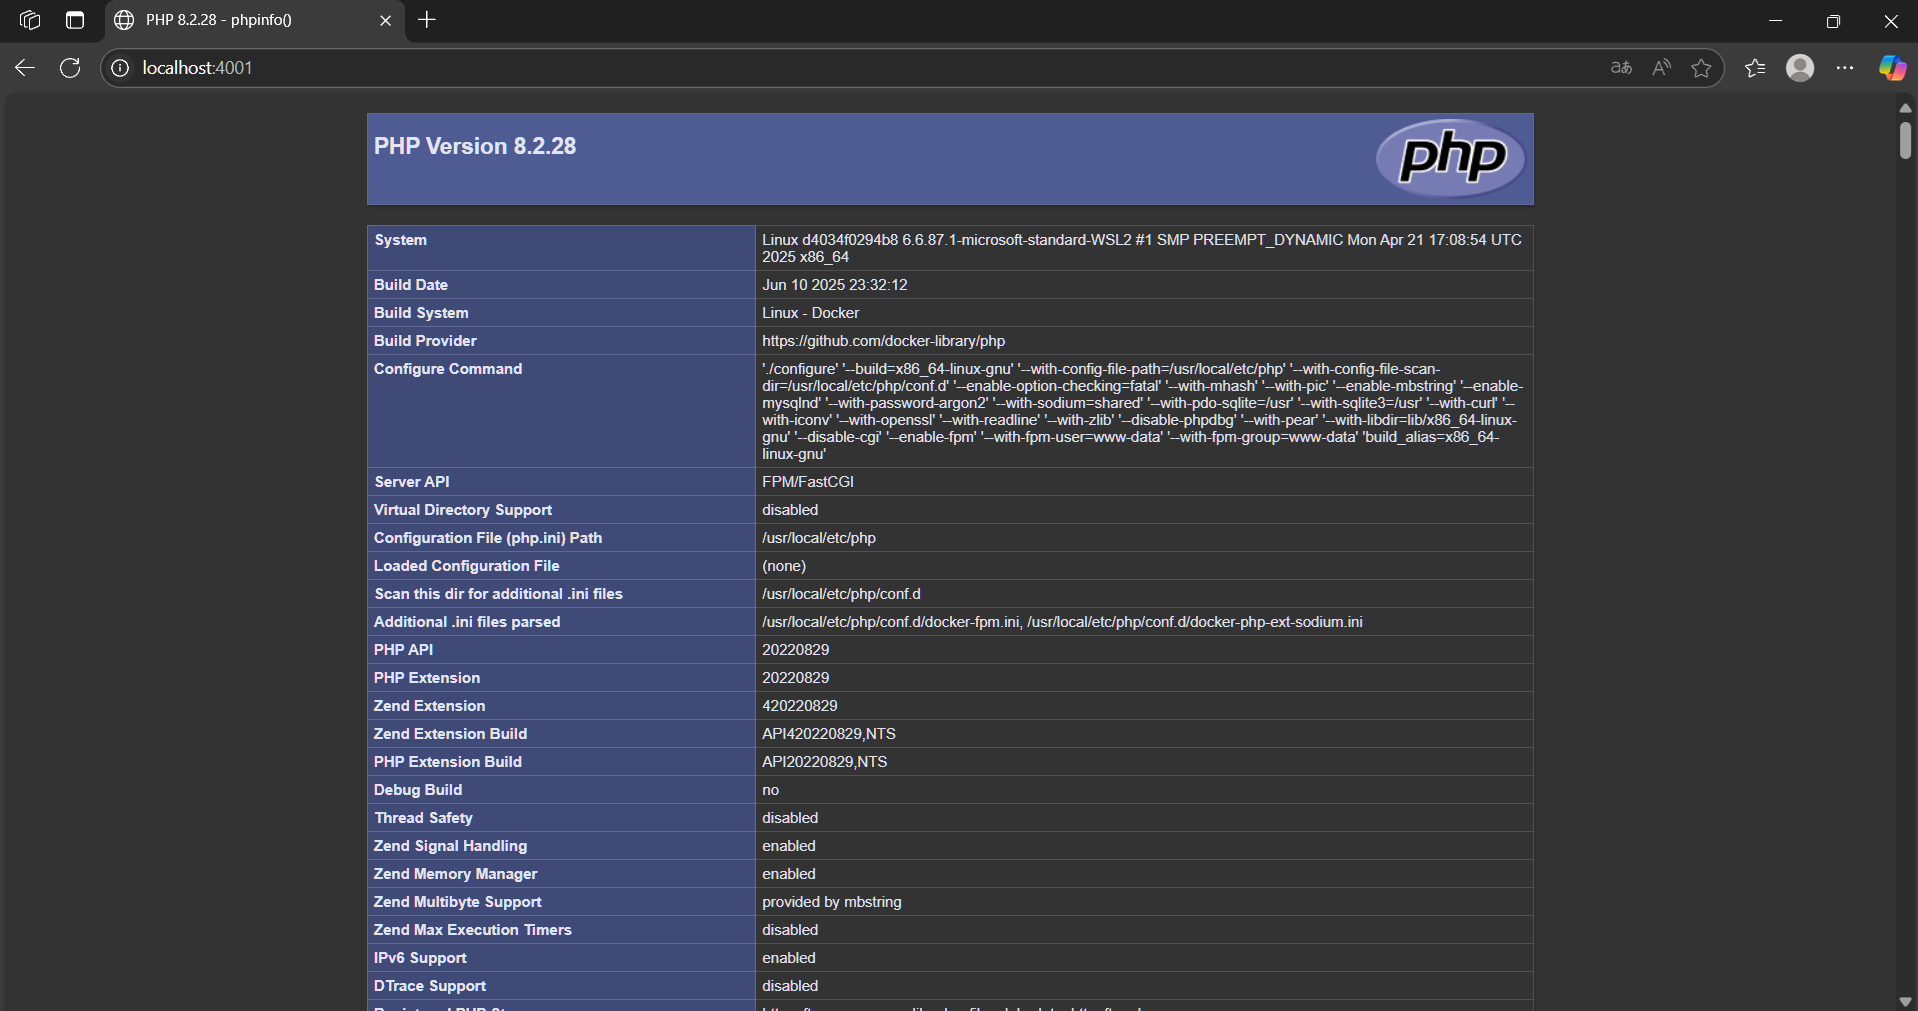 PHP 8.2.28 - phpinfo()
localhost:4001
PHP Version 8.2.28
php
System
Linux d4034f0294b8 6.6.87.1-microsoft-standard-WSL2 #1 SMP PREEMPT_DYNAMIC Mon Apr 21 17:08:54 UTC
2025 x86_64
Build Date
Jun 10 2025 23:32:12
Build System
Linux - Docker
Build Provider
https://github.com/docker-library/php
Configure Command
'./configure' '--build=x86_64-linux-gnu' '--with-config-file-path=/usr/local/etc/php' '--with-config-file-scan-
dir=/usr/local/etc/php/conf.d' '--enable-option-checking=fatal' '--with-mhash' '--with-pic' '--enable-mbstring' '--enable-
mysqlnd' '--with-password-argon2' '--with-sodium=shared' '--with-pdo-sqlite=/usr' '--with-sqlite3=/usr' '--with-curl' '--
with-iconv' '--with-openssl' '--with-readline' '--with-zlib' '--disable-phpdbg' '--with-pear' '--with-libdir=lib/x86_64-linux-
gnu' '--disable-cgi' '--enable-fpm' '--with-fpm-user=www-data' '--with-fpm-group=www-data' 'build_alias=x86_64-
linux-gnu'
Server API
FPM/FastCGI
Virtual Directory Support
disabled
Configuration File (php.ini) Path
/usr/local/etc/php
Loaded Configuration File
(none)
Scan this dir for additional .ini files
/usr/local/etc/php/conf.d
Additional .ini files parsed
/usr/local/etc/php/conf.d/docker-fpm.ini, /usr/local/etc/php/conf.d/docker-php-ext-sodium.ini
PHP API
20220829
PHP Extension
20220829
Zend Extension
420220829
Zend Extension Build
API420220829,NTS
PHP Extension Build
API20220829,NTS
Debug Build
no
Thread Safety
disabled
Zend Signal Handling
enabled
Zend Memory Manager
enabled
Zend Multibyte Support
provided by mbstring
Zend Max Execution Timers
disabled
IPv6 Support
enabled
DTrace Support
disabled